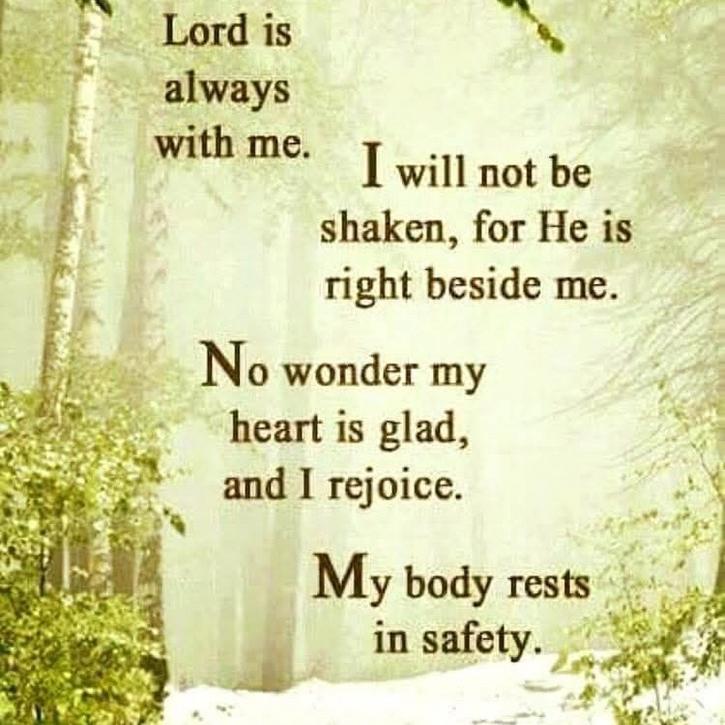 Lord is
always
with me.
I will not be
shaken, for He is
right beside me.
No wonder my
heart is glad,
and I rejoice.
My body rests
in safety.